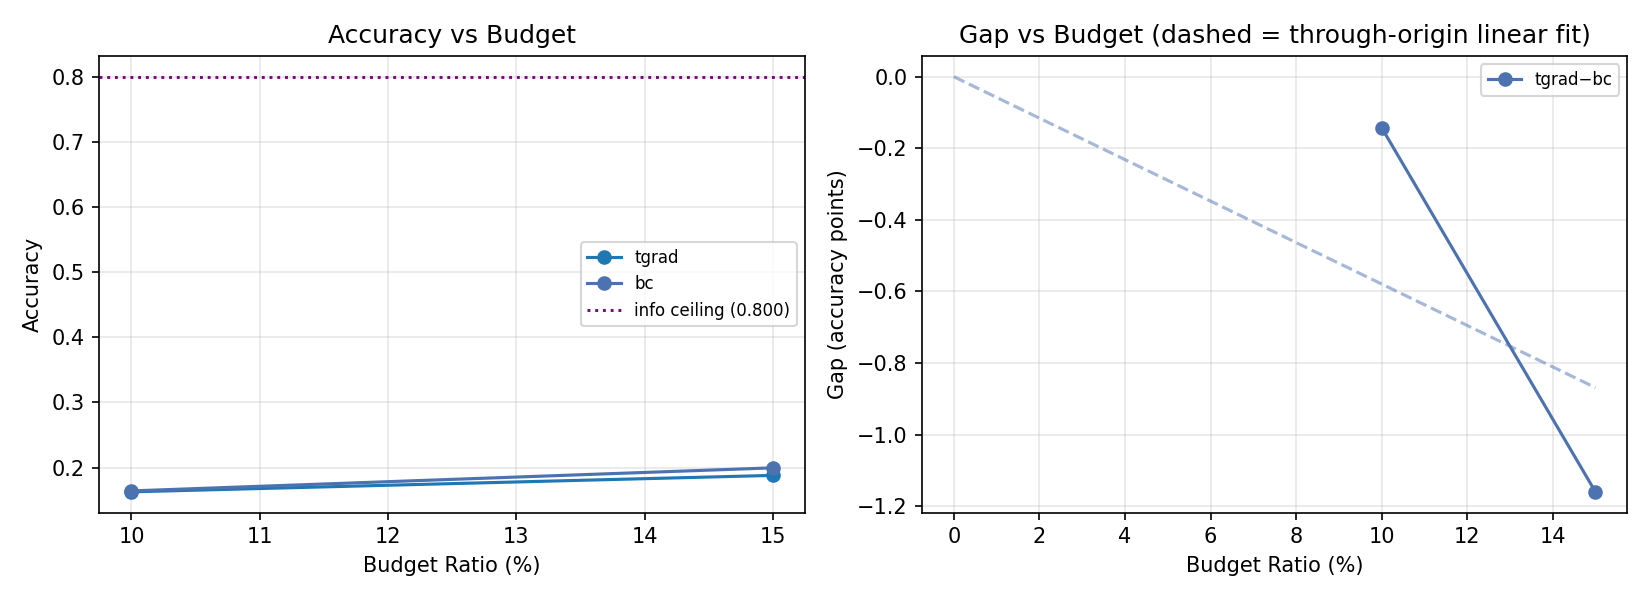 Accuracy vs Budget
Accuracy
0.8
0.7
0.6
0.5
0.4
0.3
0.2
tgrad
bc
info ceiling (0.800)
10
11
12
13
14
15
Budget Ratio (%)
Gap vs Budget (dashed = through-origin linear fit)
Gap (accuracy points)
0.0
−0.2
−0.4
−0.6
−0.8
−1.0
−1.2
tgrad−bc
0
2
4
6
8
10
12
14
Budget Ratio (%)